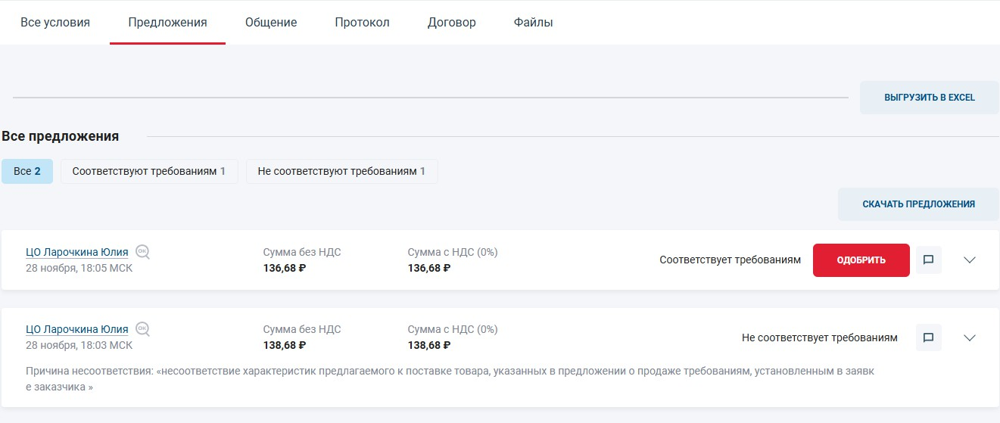 Все условия Предложения Общение Протокол Договор Файлы
ВЫГРУЗИТЬ В EXCEL
Все предложения
Все 2 Соответствуют требованиям 1 Не соответствуют требованиям 1
СКАЧАТЬ ПРЕДЛОЖЕНИЯ
ЦО Ларочкина Юлия ОК Сумма без НДС Сумма с НДС (0%)
28 ноября, 18:05 МСК 136,68 ₽ 136,68 ₽
Соответствует требованиям ОДОБРИТЬ
ЦО Ларочкина Юлия ОК Сумма без НДС Сумма с НДС (0%)
28 ноября, 18:03 МСК 138,68 ₽ 138,68 ₽
Не соответствует требованиям
Причина несоответствия: «несоответствие характеристик предлагаемого к поставке товара, указанных в предложении о продаже требованиям, установленным в заявк
е заказчика »